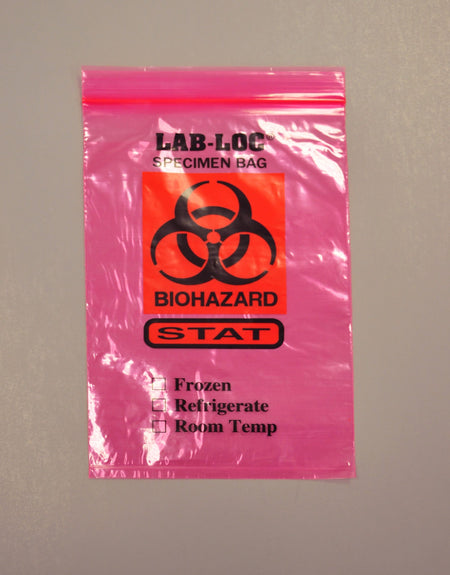 LAB-LOC
SPECIMEN BAG
BIOHAZARD
STAT
Frozen
Refrigerate
Room Temp